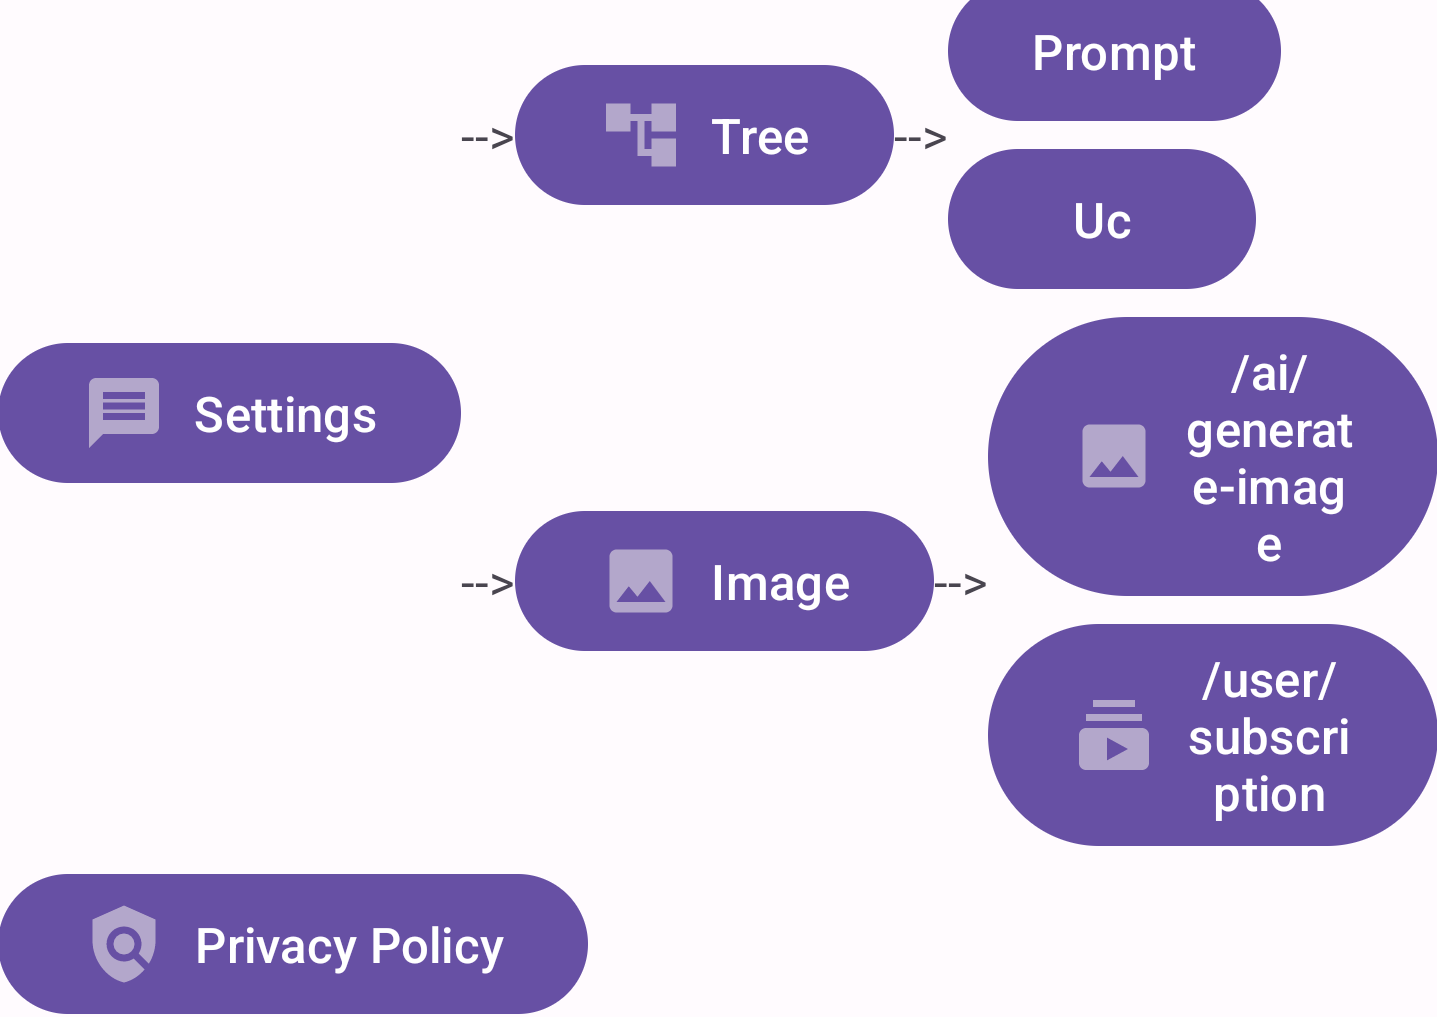 Prompt
--> Tree -->
Uc
Settings
/ai/
generat
e-imag
e
--> Image -->
/user/
subscri
ption
Privacy Policy